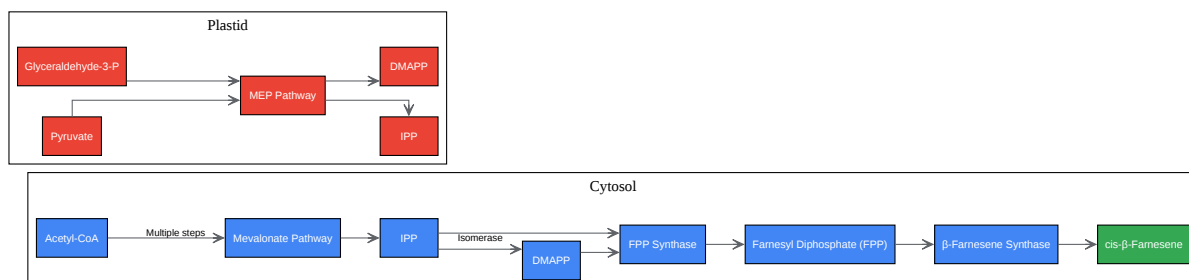 Plastid
Glyceraldehyde-3-P
DMAPP
MEP Pathway
Pyruvate
IPP
Cytosol
Acetyl-CoA
Multiple steps
Mevalonate Pathway
IPP
Isomerase
DMAPP
FPP Synthase
Farnesyl Diphosphate (FPP)
β-Farnesene Synthase
cis-β-Farnesene